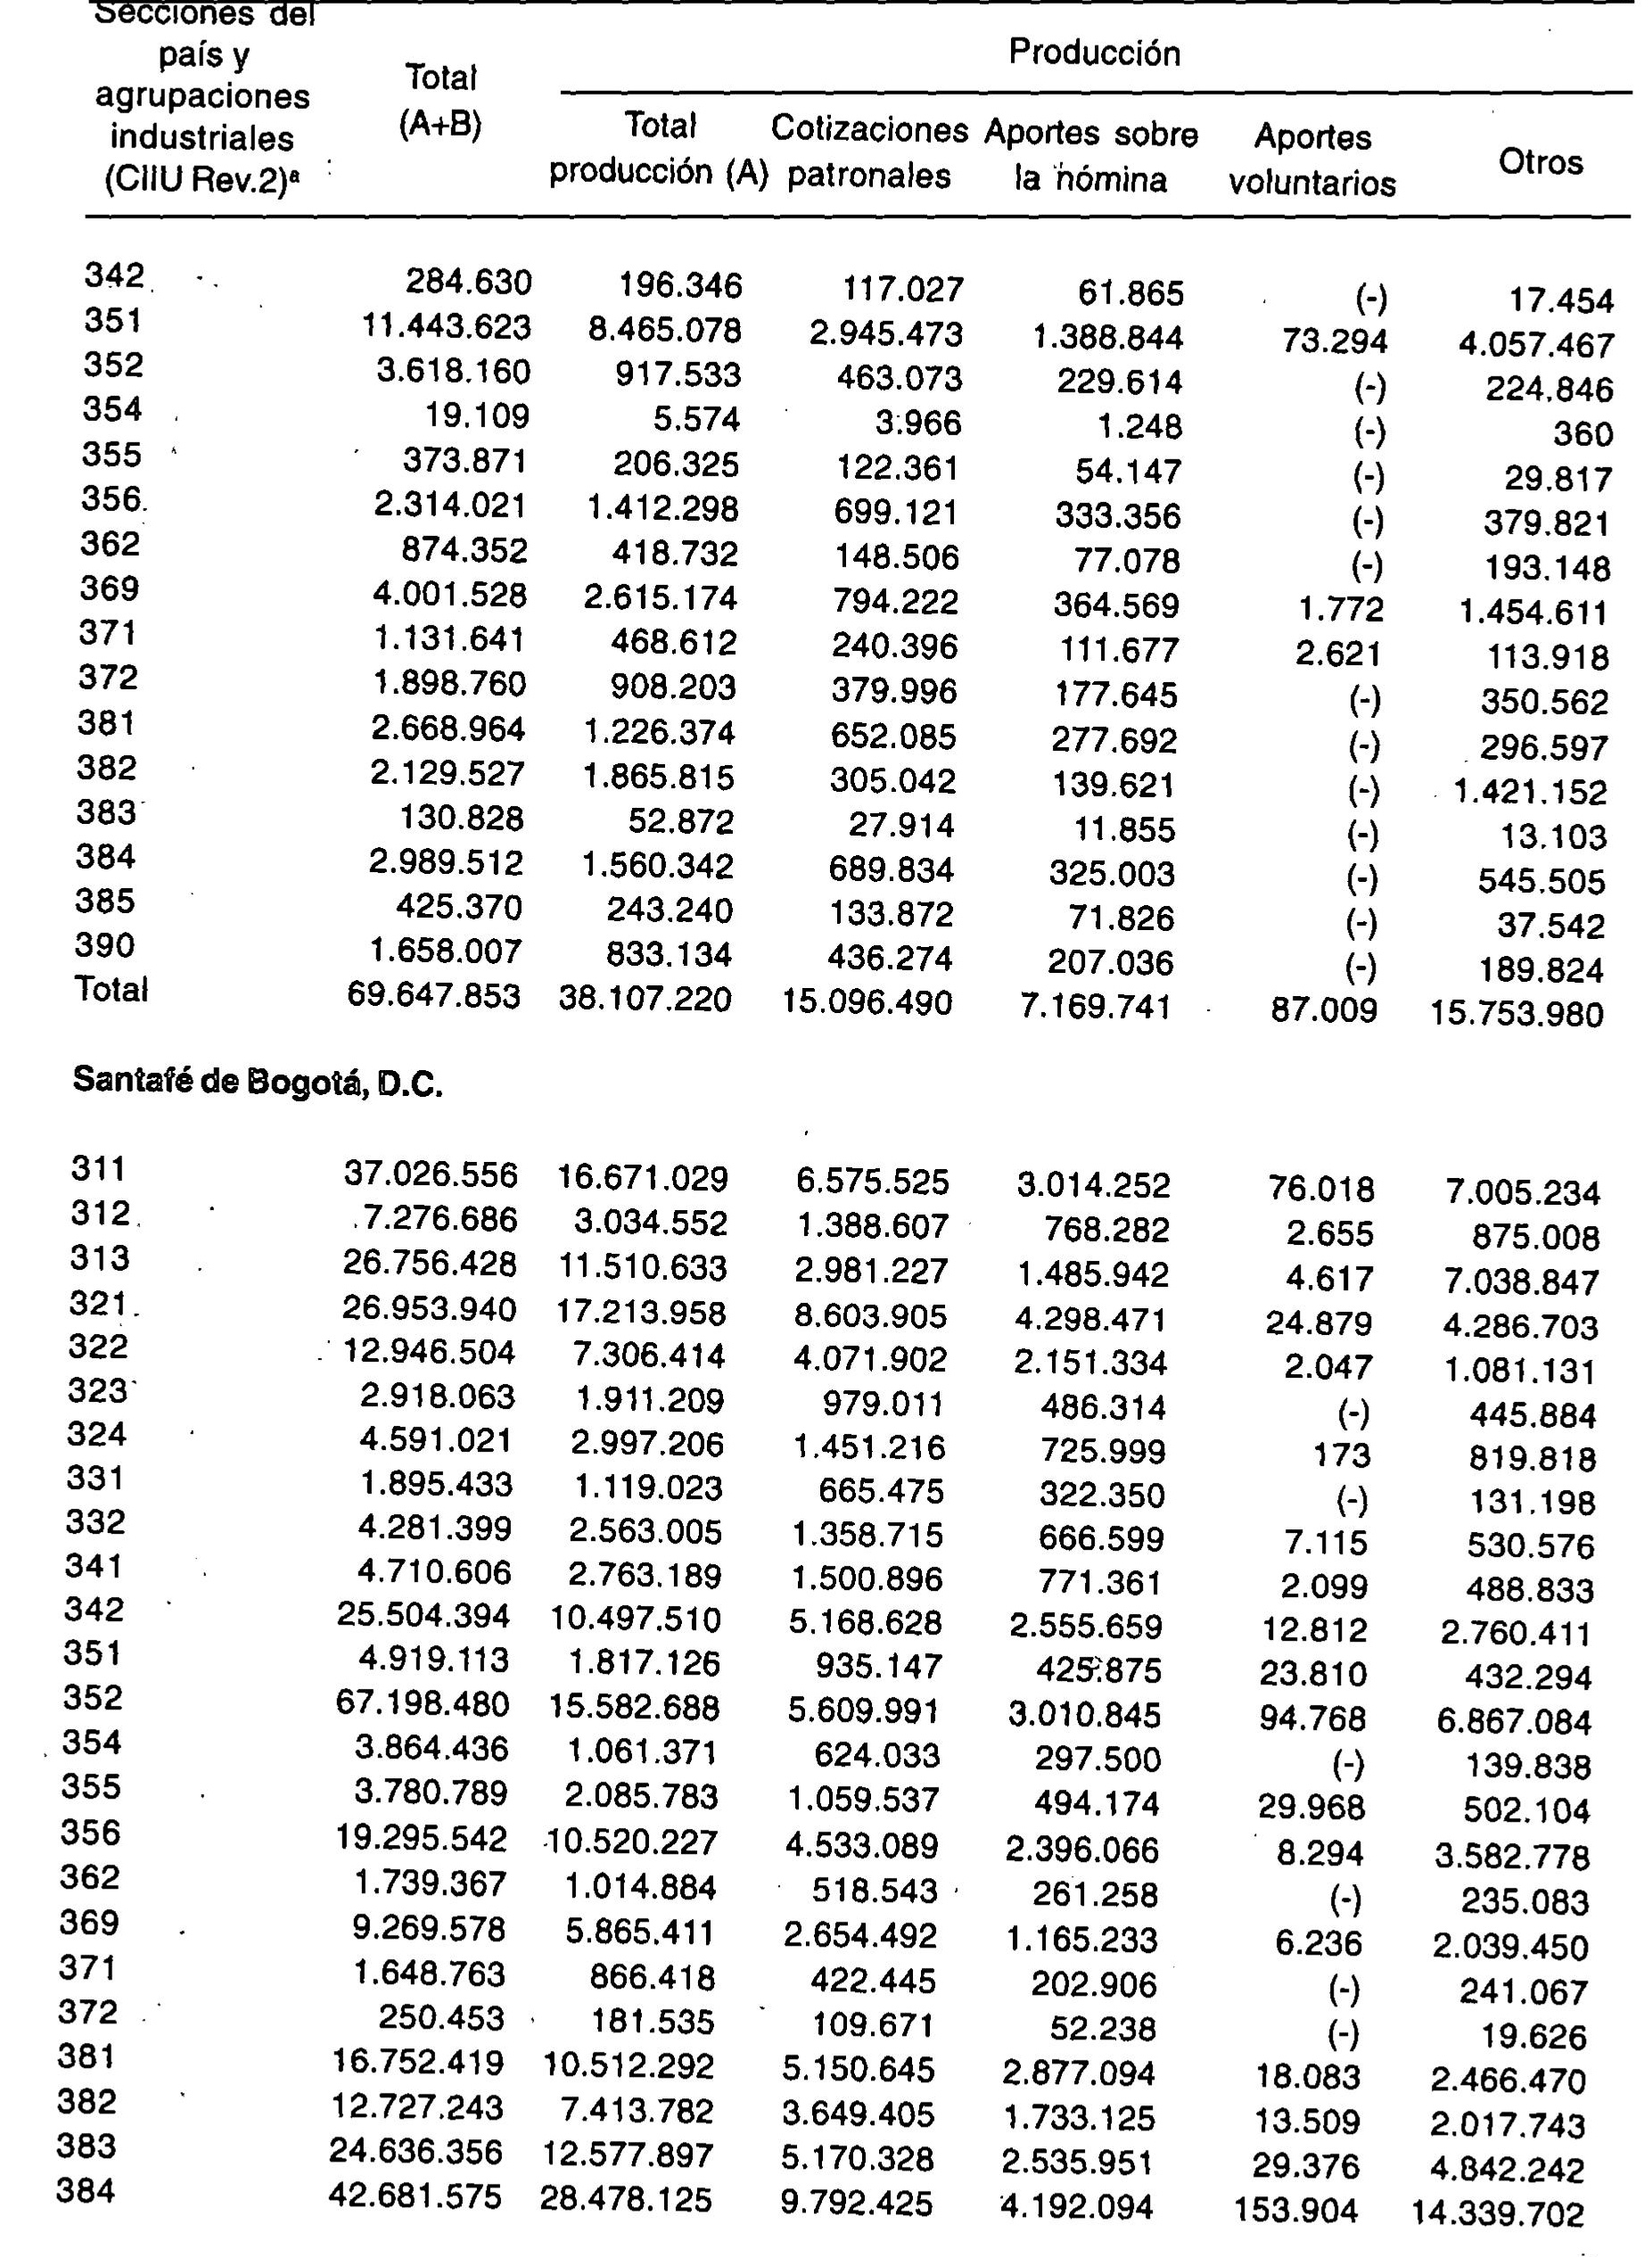 Secciones del
país y
agrupaciones
industriales
(CIIU Rev.2)ª
Total
(A+B)
Producción
Total
producción (A)
Cotizaciones
patronales
Aportes sobre
la nómina
Aportes
voluntarios
Otros
342 284.630 196.346 117.027 61.865 (-) 17.454
351 11.443.623 8.465.078 2.945.473 1.388.844 73.294 4.057.467
352 3.618.160 917.533 463.073 229.614 (-) 224.846
354 19.109 5.574 3.966 1.248 (-) 360
355 373.871 206.325 122.361 54.147 (-) 29.817
356 2.314.021 1.412.298 699.121 333.356 (-) 379.821
362 874.352 418.732 148.506 77.078 (-) 193.148
369 4.001.528 2.615.174 794.222 364.569 1.772 1.454.611
371 1.131.641 468.612 240.396 111.677 2.621 113.918
372 1.898.760 908.203 379.996 177.645 (-) 350.562
381 2.668.964 1.226.374 652.085 277.692 (-) 296.597
382 2.129.527 1.865.815 305.042 139.621 (-) 1.421.152
383 130.828 52.872 27.914 11.855 (-) 13.103
384 2.989.512 1.560.342 689.834 325.003 (-) 545.505
385 425.370 243.240 133.872 71.826 (-) 37.542
390 1.658.007 833.134 436.274 207.036 (-) 189.824
Total 69.647.853 38.107.220 15.096.490 7.169.741 87.009 15.753.980
Santafé de Bogotá, D.C.
311 37.026.556 16.671.029 6.575.525 3.014.252 76.018 7.005.234
312 7.276.686 3.034.552 1.388.607 768.282 2.655 875.008
313 26.756.428 11.510.633 2.981.227 1.485.942 4.617 7.038.847
321 26.953.940 17.213.958 8.603.905 4.298.471 24.879 4.286.703
322 12.946.504 7.306.414 4.071.902 2.151.334 2.047 1.081.131
323 2.918.063 1.911.209 979.011 486.314 (-) 445.884
324 4.591.021 2.997.206 1.451.216 725.999 173 819.818
331 1.895.433 1.119.023 665.475 322.350 (-) 131.198
332 4.281.399 2.563.005 1.358.715 666.599 7.115 530.576
341 4.710.606 2.763.189 1.500.896 771.361 2.099 488.833
342 25.504.394 10.497.510 5.168.628 2.555.659 12.812 2.760.411
351 4.919.113 1.817.126 935.147 425.875 23.810 432.294
352 67.198.480 15.582.688 5.609.991 3.010.845 94.768 6.867.084
354 3.864.436 1.061.371 624.033 297.500 (-) 139.838
355 3.780.789 2.085.783 1.059.537 494.174 29.968 502.104
356 19.295.542 10.520.227 4.533.089 2.396.066 8.294 3.582.778
362 1.739.367 1.014.884 518.543 261.258 (-) 235.083
369 9.269.578 5.865.411 2.654.492 1.165.233 6.236 2.039.450
371 1.648.763 866.418 422.445 202.906 (-) 241.067
372 250.453 181.535 109.671 52.238 (-) 19.626
381 16.752.419 10.512.292 5.150.645 2.877.094 18.083 2.466.470
382 12.727.243 7.413.782 3.649.405 1.733.125 13.509 2.017.743
383 24.636.356 12.577.897 5.170.328 2.535.951 29.376 4.842.242
384 42.681.575 28.478.125 9.792.425 4.192.094 153.904 14.339.702